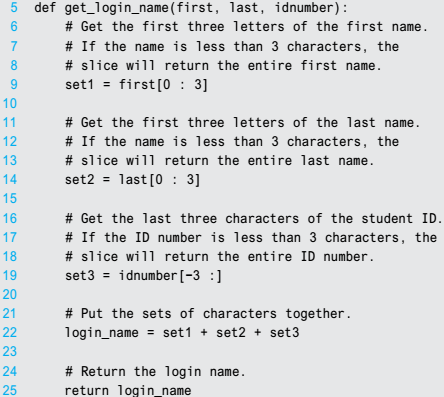 5 def get_login_name(first, last, idnumber):
6     # Get the first three letters of the first name.
7     # If the name is less than 3 characters, the
8     # slice will return the entire first name.
9     set1 = first[0 : 3]
10
11     # Get the first three letters of the last name.
12     # If the name is less than 3 characters, the
13     # slice will return the entire last name.
14     set2 = last[0 : 3]
15
16     # Get the last three characters of the student ID.
17     # If the ID number is less than 3 characters, the
18     # slice will return the entire ID number.
19     set3 = idnumber[−3 :]
20
21     # Put the sets of characters together.
22     login_name = set1 + set2 + set3
23
24     # Return the login name.
25     return login_name